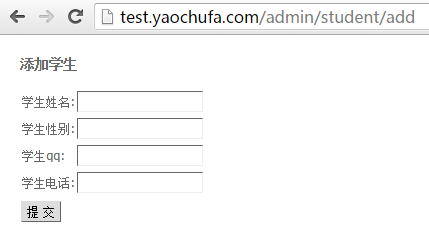 test.yaochufa.com/admin/student/add
添加学生
学生姓名:
学生性别:
学生qq:
学生电话:
提 交